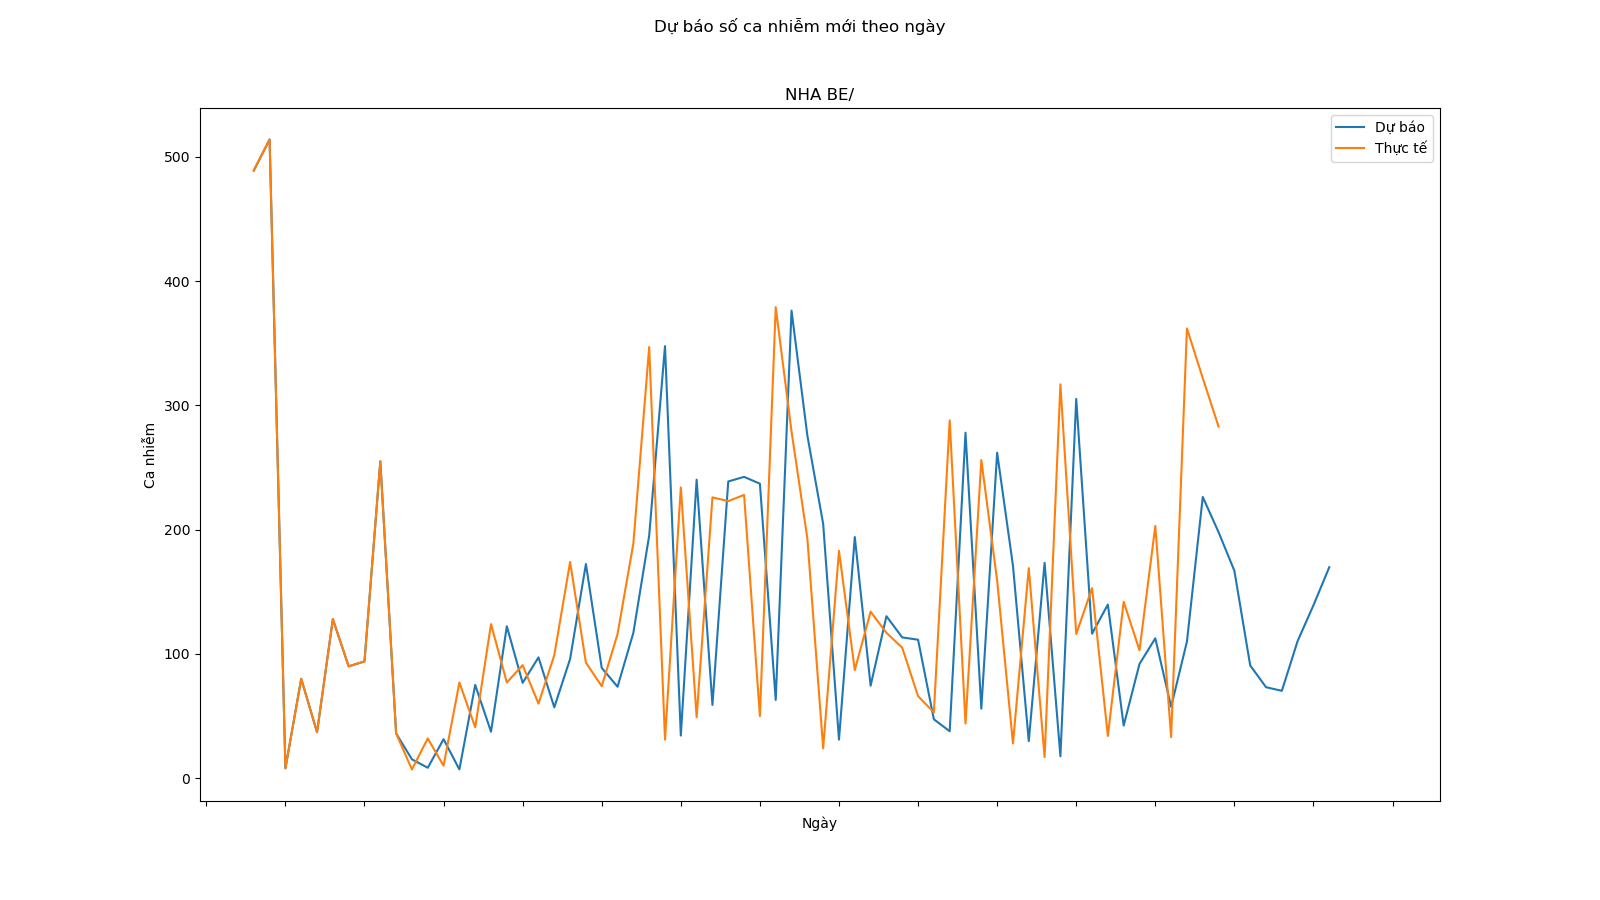 Dự báo số ca nhiễm mới theo ngày
NHA BE/
Dự báo
Thực tế
500
400
300
200
100
0
Ca nhiễm
Ngày